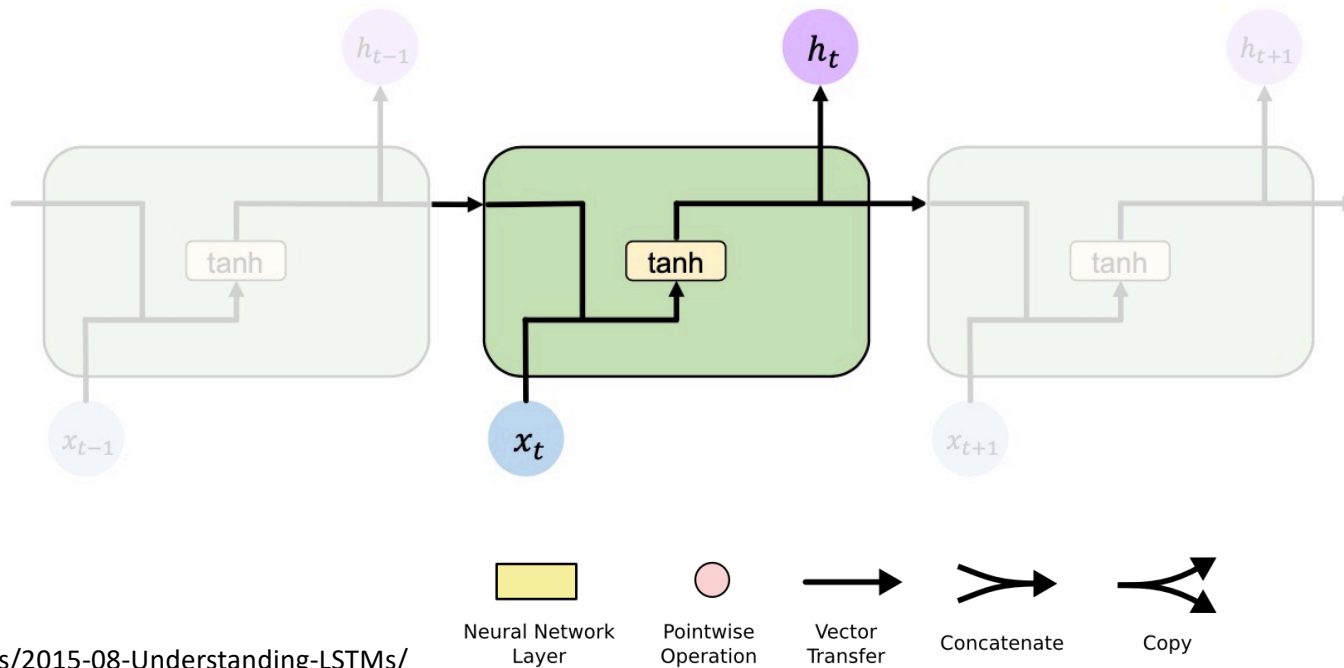 h_{t-1}
h_t
h_{t+1}
tanh
tanh
tanh
x_{t-1}
x_t
x_{t+1}
Neural Network
Layer
Pointwise
Operation
Vector
Transfer
Concatenate
Copy
s/2015-08-Understanding-LSTMs/